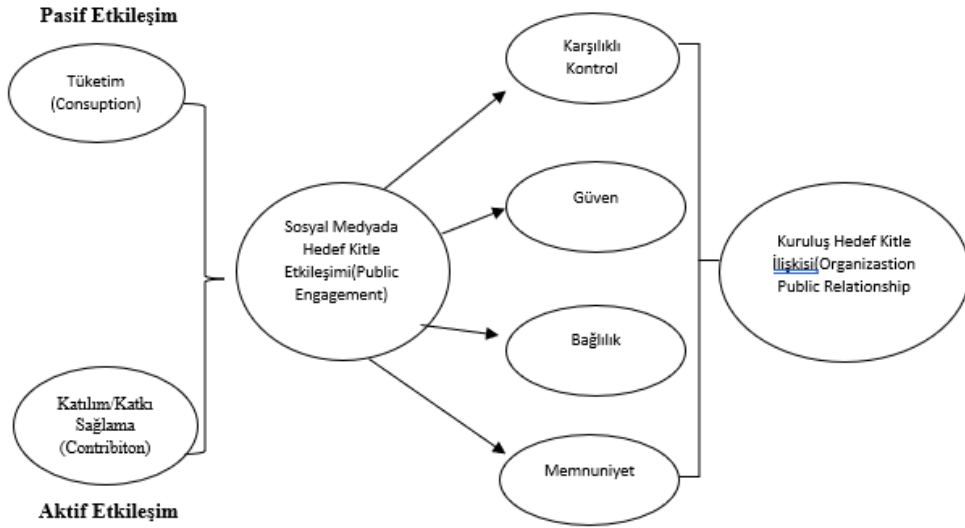 Pasif Etkileşim
Tüketim
(Consuption)
Katılım/Katkı
Sağlama
(Contribiton)
Aktif Etkileşim
Sosyal Medyada
Hedef Kitle
Etkileşimi(Public
Engagement)
Karşılıklı
Kontrol
Güven
Bağlılık
Memnuniyet
Kuruluş Hedef Kitle
İlişkisi(Organizastion
Public Relationship